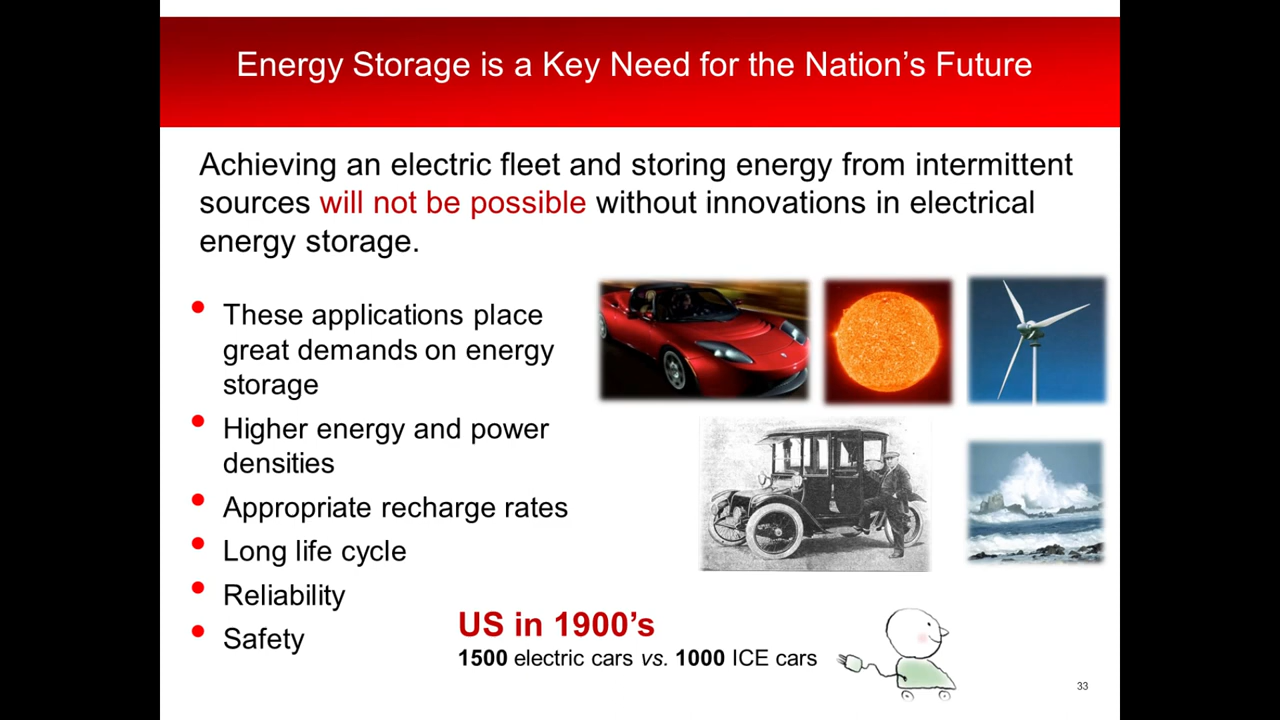 Energy Storage is a Key Need for the Nation’s Future
Achieving an electric fleet and storing energy from intermittent
sources will not be possible without innovations in electrical
energy storage.
• These applications place
great demands on energy
storage
• Higher energy and power
densities
• Appropriate recharge rates
• Long life cycle
• Reliability
• Safety
US in 1900’s
1500 electric cars vs. 1000 ICE cars
33